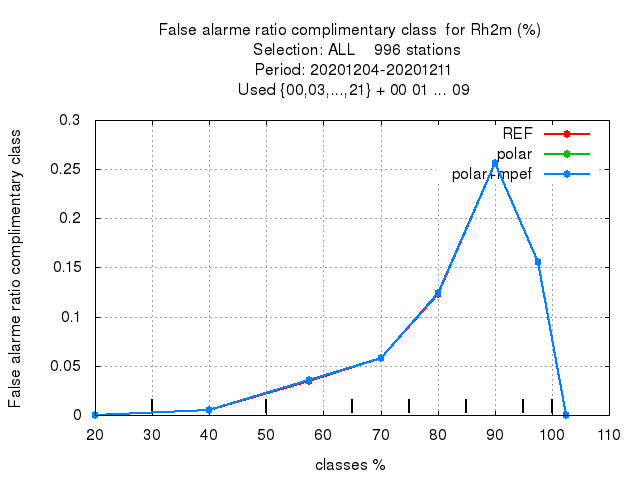 False alarme ratio complimentary class  for Rh2m (%)
Selection: ALL    996 stations
Period: 20201204-20201211
Used {00,03,...,21} + 00 01 ... 09
False alarme ratio complimentary class
0.3
0.25
0.2
0.15
0.1
0.05
0
REF
polar
polar+mpef
20 30 40 50 60 70 80 90 100 110
classes %